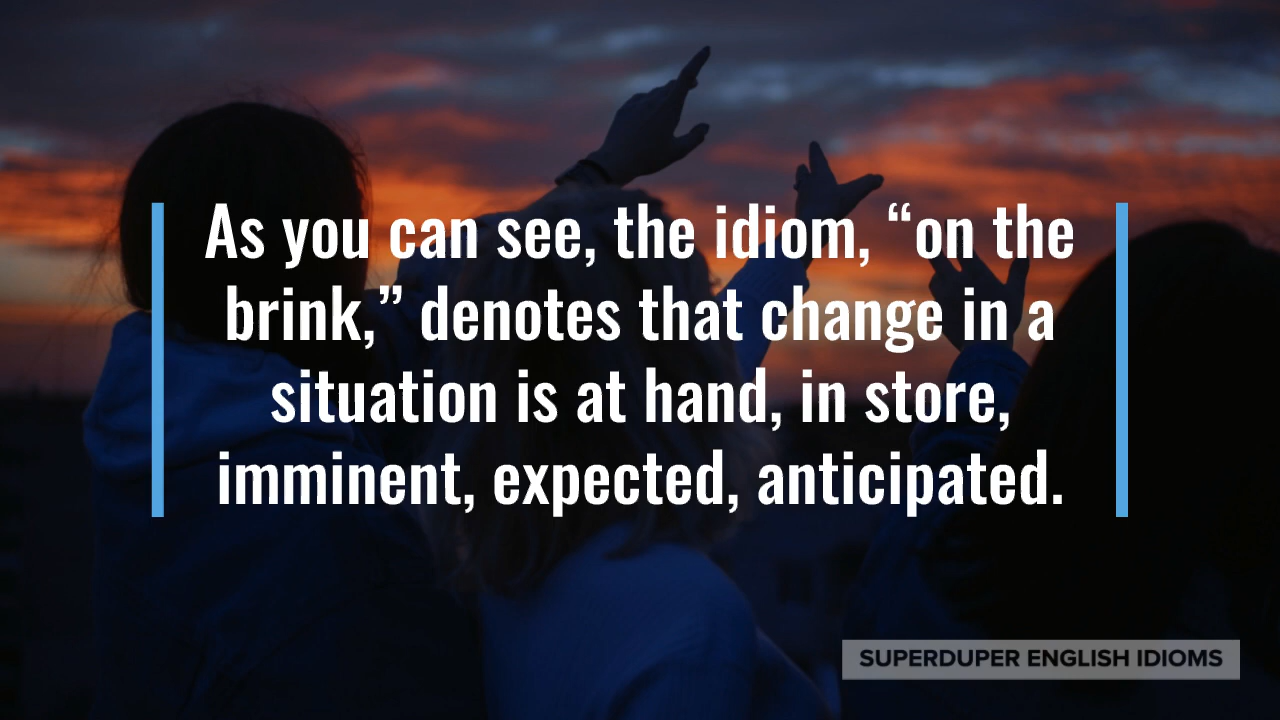 As you can see, the idiom, “on the
brink,” denotes that change in a
situation is at hand, in store,
imminent, expected, anticipated.
SUPERDUPER ENGLISH IDIOMS